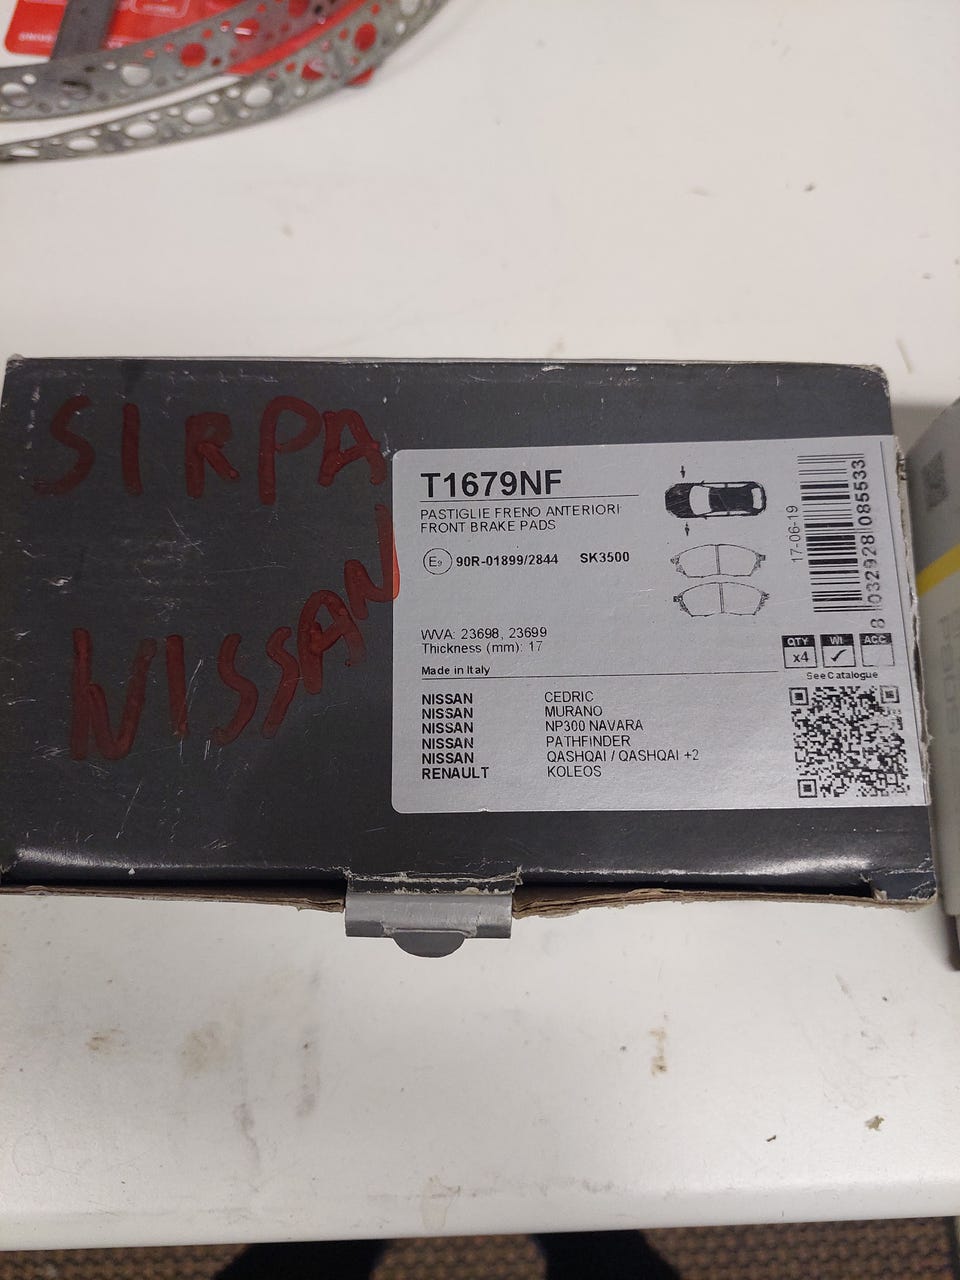 SIRPA
NISSAN
T1679NF
PASTIGLIE FRENO ANTERIORI
FRONT BRAKE PADS
E9 90R-01899/2844 SK3500
WVA: 23698, 23699
Thickness (mm): 17
Made in Italy
NISSAN CEDRIC
NISSAN MURANO
NISSAN NP300 NAVARA
NISSAN PATHFINDER
NISSAN QASHQAI / QASHQAI +2
RENAULT KOLEOS
17-06-19
8 032928 085533
QTY WI ACC
x4 ✓
See Catalogue